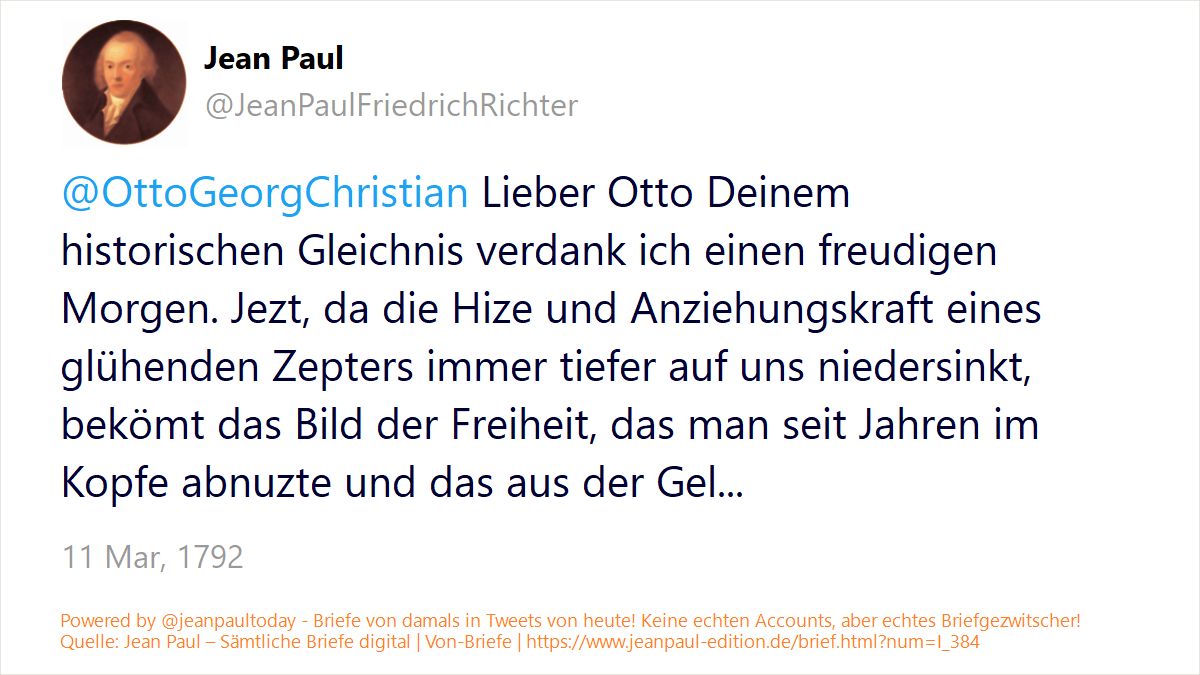 Jean Paul
@JeanPaulFriedrichRichter
@OttoGeorgChristian Lieber Otto Deinem
historischen Gleichnis verdank ich einen freudigen
Morgen. Jezt, da die Hize und Anziehungskraft eines
glühenden Zepters immer tiefer auf uns niedersinkt,
bekömt das Bild der Freiheit, das man seit Jahren im
Kopfe abnuzte und das aus der Gel...
11 Mar, 1792
Powered by @jeanpaultoday - Briefe von damals in Tweets von heute! Keine echten Accounts, aber echtes Briefgezwitscher!
Quelle: Jean Paul – Sämtliche Briefe digital | Von-Briefe | https://www.jeanpaul-edition.de/brief.html?num=I_384